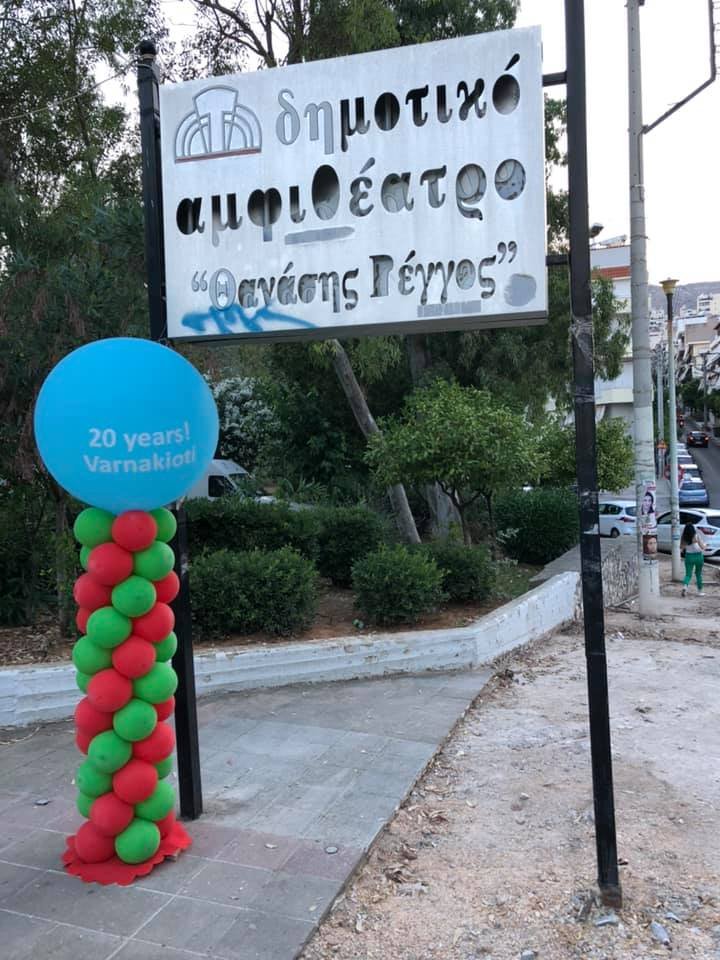 δημοτικό
αμφιθέατρο
“Θανάσης Βέγγος”
20 years!
Varnakioti